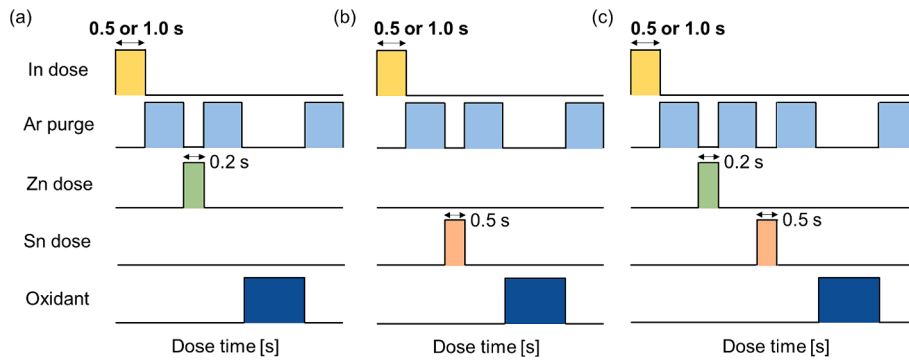 (a)
(b)
(c)
0.5 or 1.0 s
0.5 or 1.0 s
0.5 or 1.0 s
In dose
Ar purge
Zn dose
0.2 s
0.2 s
Sn dose
0.5 s
0.5 s
Oxidant
Dose time [s]
Dose time [s]
Dose time [s]